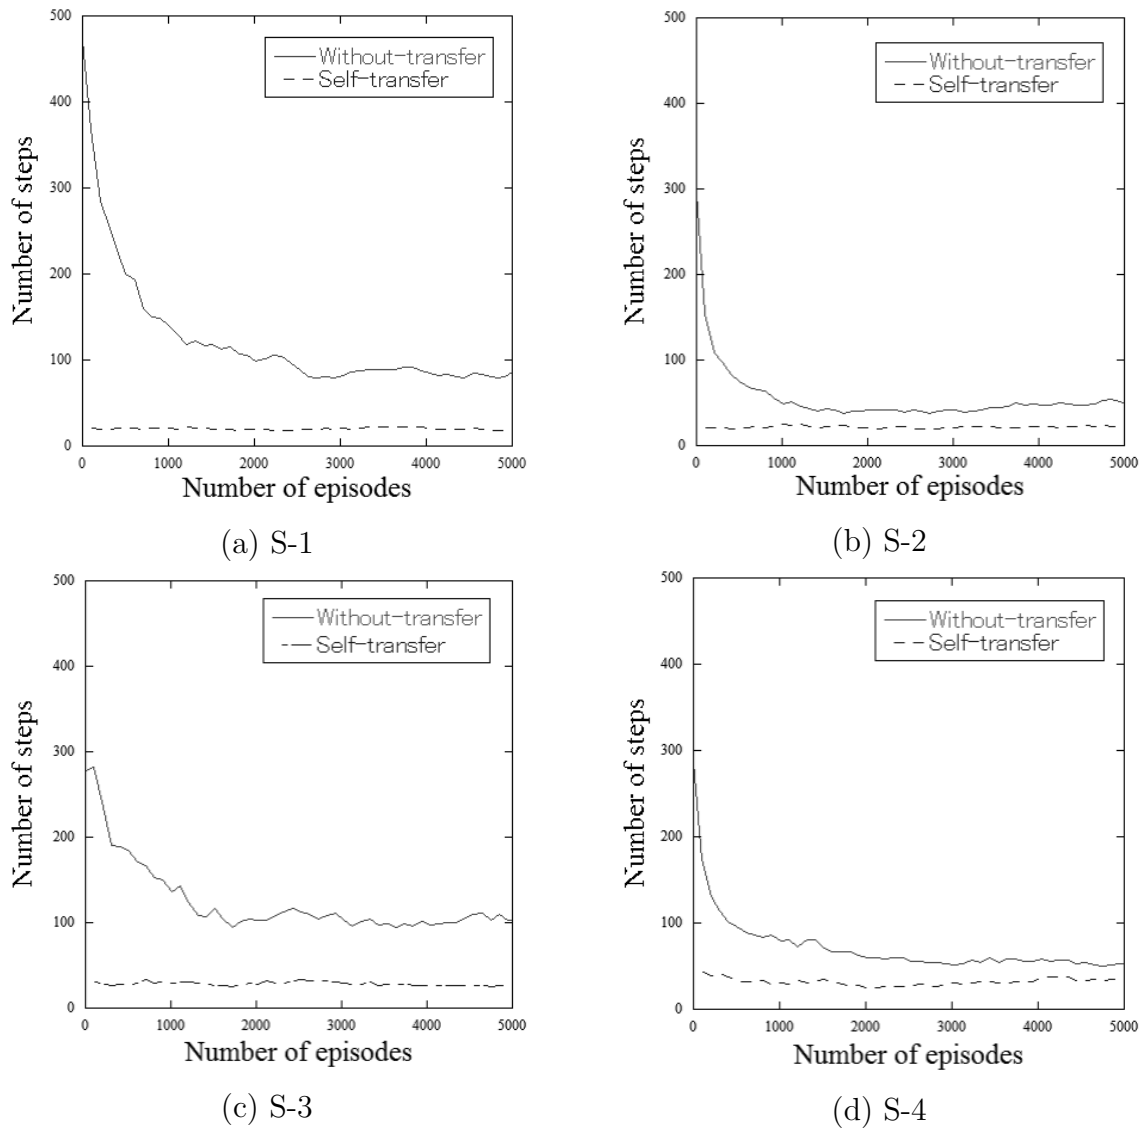 500
400
300
200
100
0
Number of steps
Without-transfer
Self-transfer
0 1000 2000 3000 4000 5000
Number of episodes
(a) S-1
500
400
300
200
100
0
Number of steps
Without-transfer
Self-transfer
0 1000 2000 3000 4000 5000
Number of episodes
(b) S-2
500
400
300
200
100
0
Number of steps
Without-transfer
Self-transfer
0 1000 2000 3000 4000 5000
Number of episodes
(c) S-3
500
400
300
200
100
0
Number of steps
Without-transfer
Self-transfer
0 1000 2000 3000 4000 5000
Number of episodes
(d) S-4